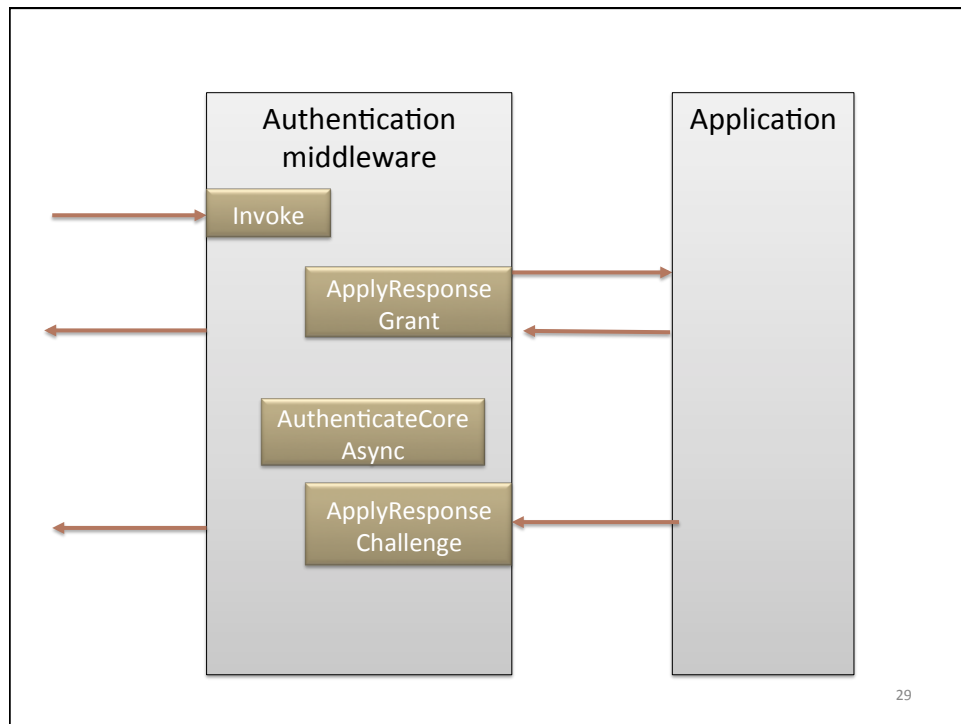 Authentication
middleware
Application
Invoke
ApplyResponse
Grant
AuthenticateCore
Async
ApplyResponse
Challenge
29